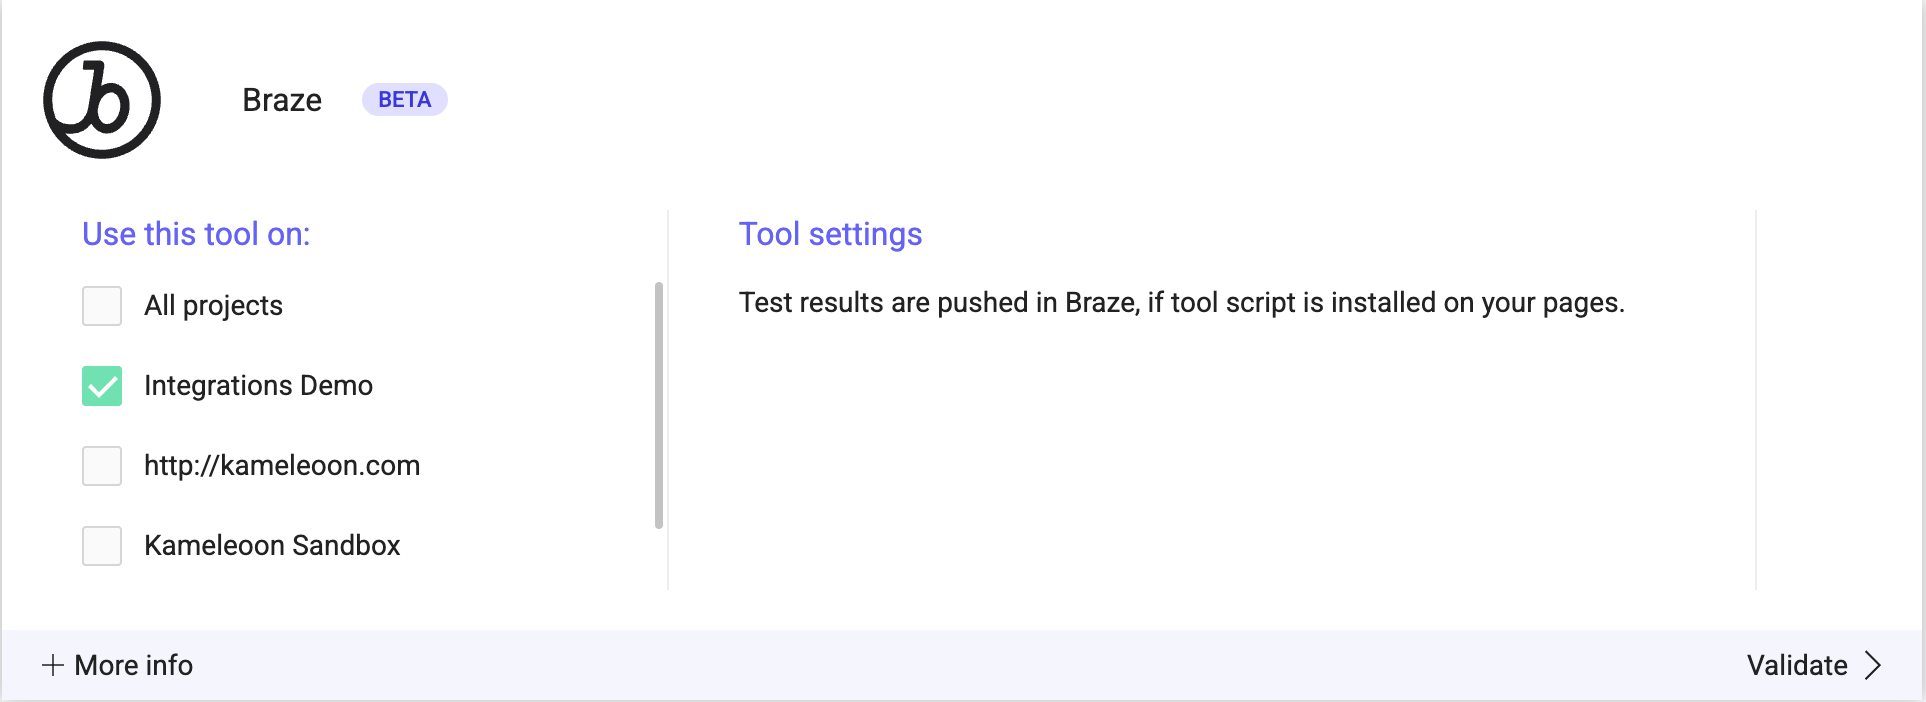 Braze
BETA
Use this tool on:
All projects
Integrations Demo
http://kameleoon.com
Kameleoon Sandbox
Tool settings
Test results are pushed in Braze, if tool script is installed on your pages.
More info
Validate